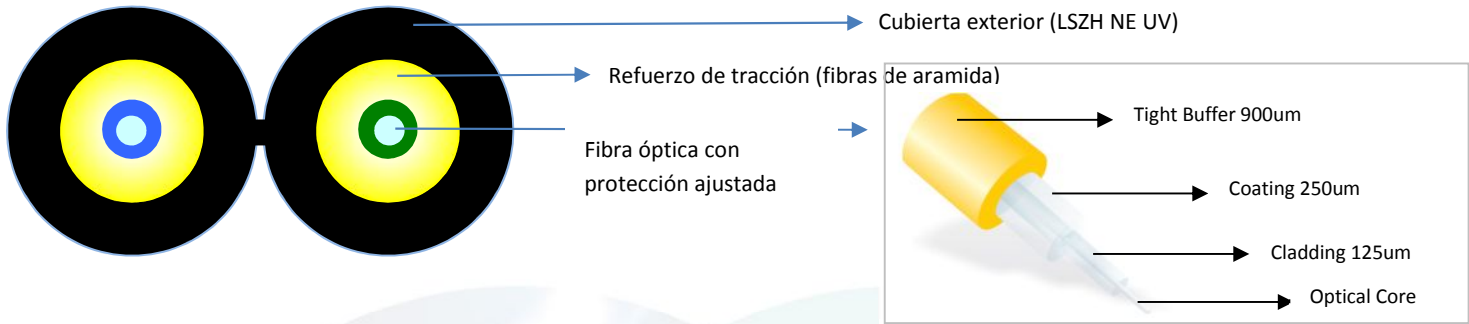 Cubierta exterior (LSZH NE UV)
Refuerzo de tracción (fibras de aramida)
Fibra óptica con
protección ajustada
Tight Buffer 900um
Coating 250um
Cladding 125um
Optical Core